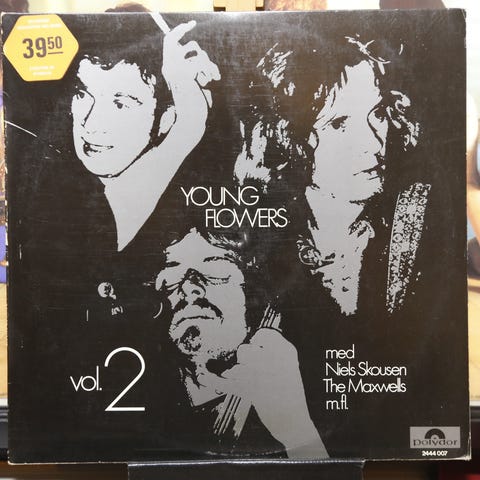 39.50
YOUNG
FLOWERS
vol. 2
med
Niels Skousen
The Maxwells
m.fl.
Polydor
2444 007